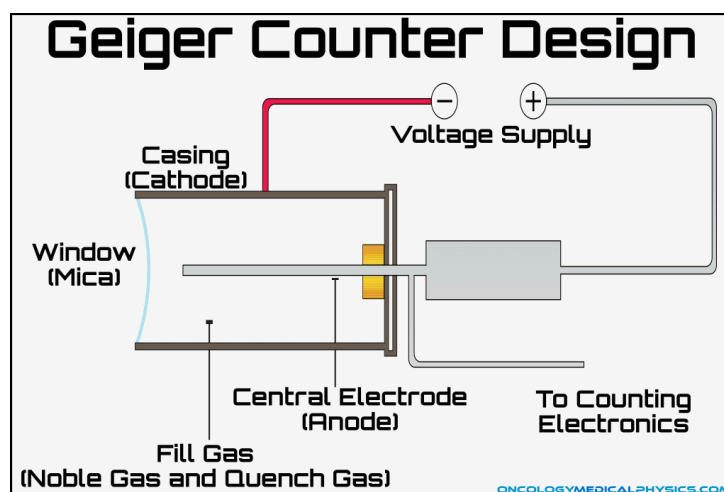 Geiger Counter Design
−
+
Voltage Supply
Casing
(Cathode)
Window
(Mica)
Central Electrode
(Anode)
To Counting
Electronics
Fill Gas
(Noble Gas and Quench Gas)
ONCOLOGYMEDICALPHYSICS.COM